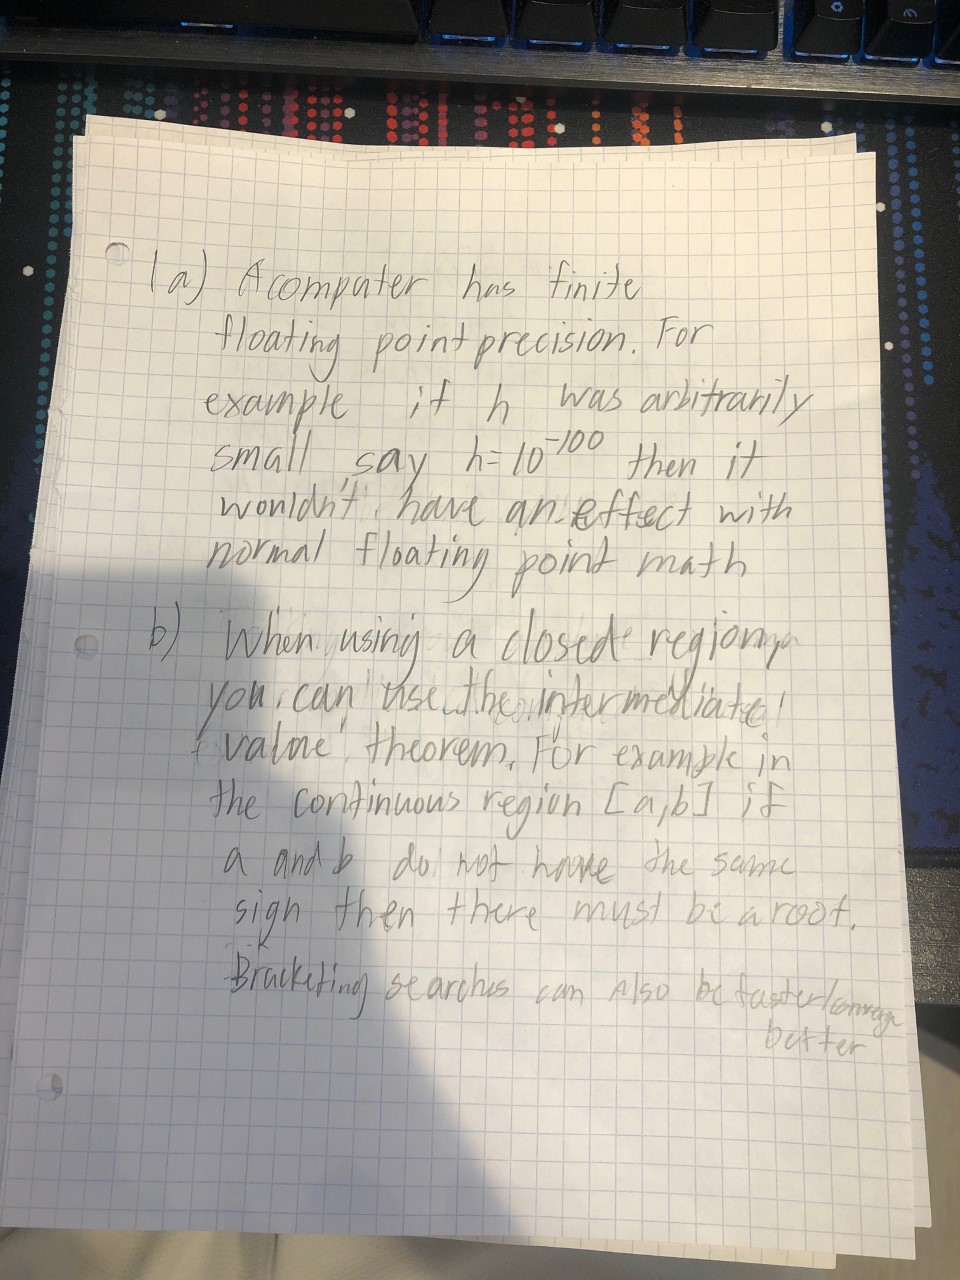 1a) A computer has finite
floating point precision. For
example if h was arbitrarily
small say h=10^-100 then it
wouldn't have an effect with
normal floating point math
b) When using a closed region
you can use the intermediate
value theorem. For example in
the continuous region [a,b] if
a and b do not have the same
sign then there must be a root.
Bracketing searches can also be faster/converge
better